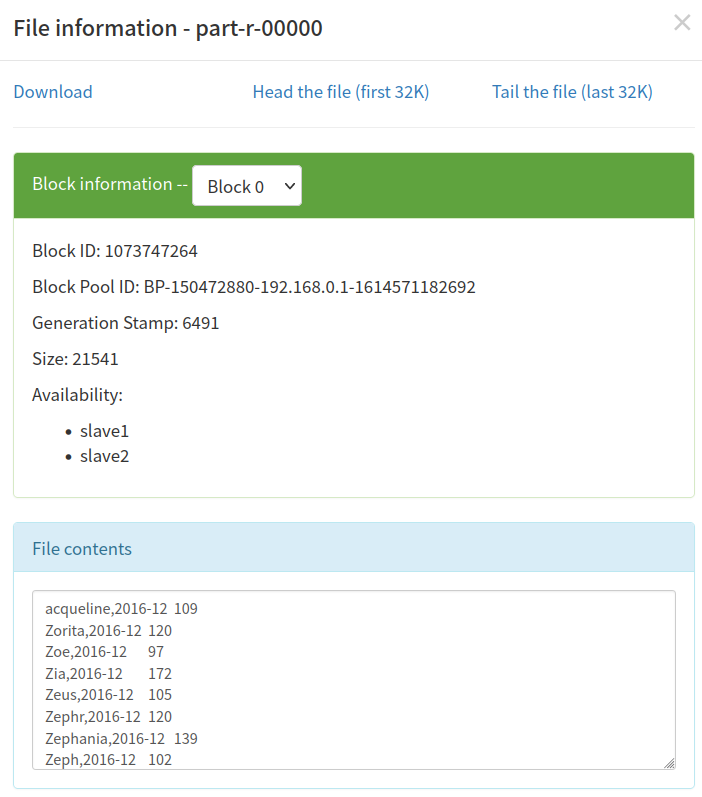 File information - part-r-00000
×
Download Head the file (first 32K) Tail the file (last 32K)
Block information -- Block 0
Block ID: 1073747264
Block Pool ID: BP-150472880-192.168.0.1-1614571182692
Generation Stamp: 6491
Size: 21541
Availability:
• slave1
• slave2
File contents
acqueline,2016-12 109
Zorita,2016-12 120
Zoe,2016-12 97
Zia,2016-12 172
Zeus,2016-12 105
Zephr,2016-12 120
Zephania,2016-12 139
Zeph,2016-12 102